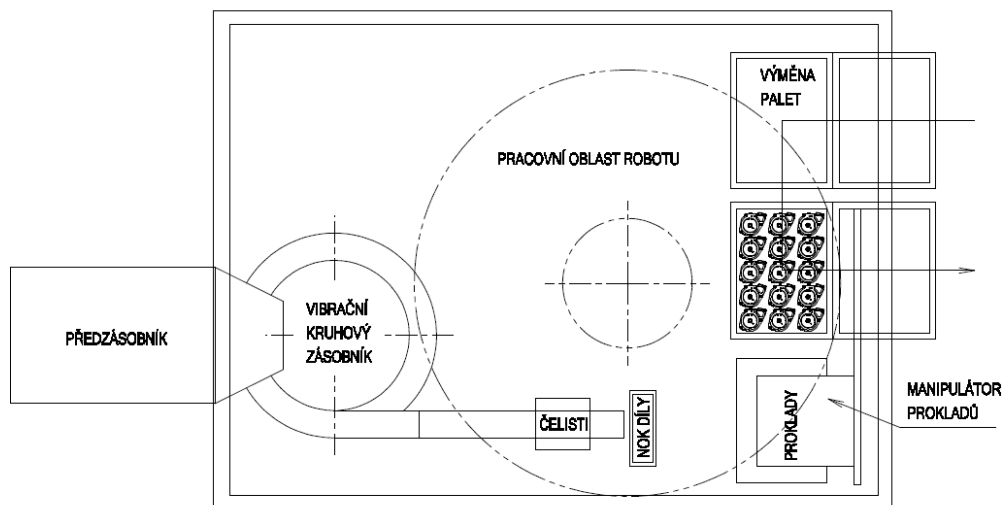 VÝMĚNA
PALET
PRACOVNÍ OBLAST ROBOTU
PŘEDZÁSOBNÍK
VIBRAČNÍ
KRUHOVÝ
ZÁSOBNÍK
ČELISTI
NOK DÍLY
PROKLADY
MANIPULÁTOR
PROKLADŮ